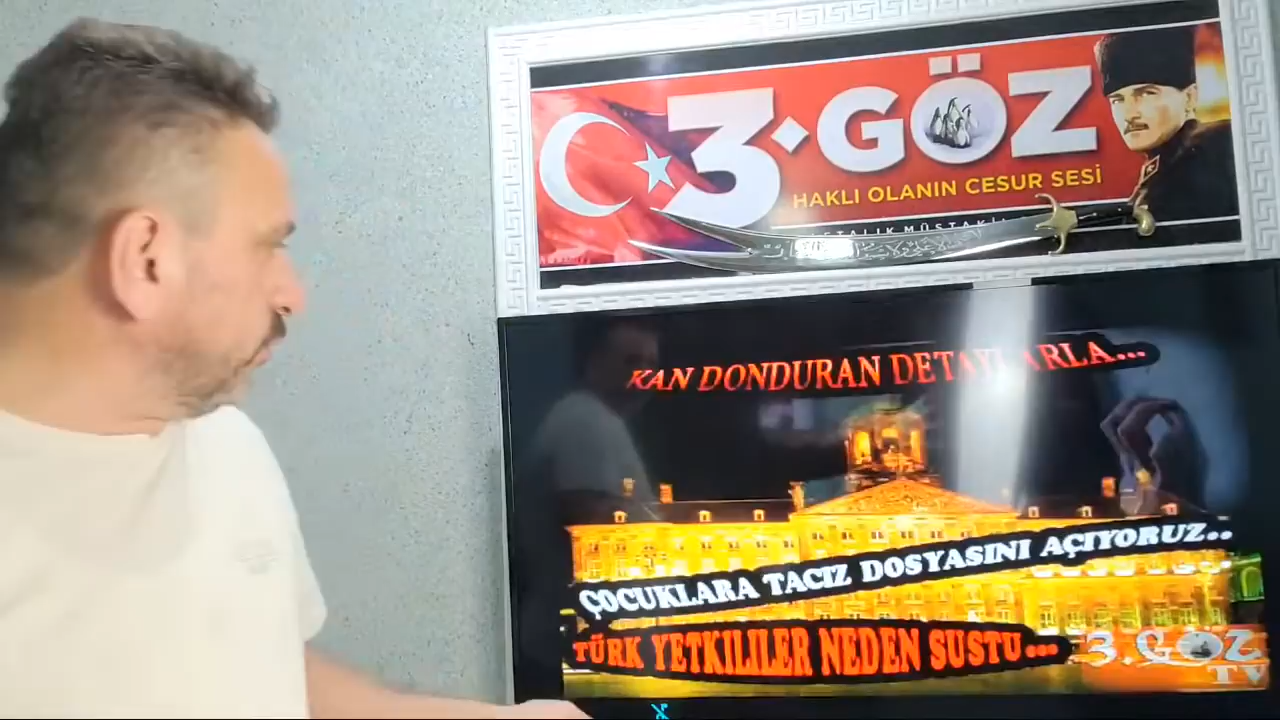 3.GÖZ
HAKLI OLANIN CESUR SESİ
KAN DONDURAN
ÇOCUKLARA TACIZ DOSYASINI AÇIYORUZ..
TÜRK YETKILILER NEDEN SUSTU...
3.GÖZ
TV